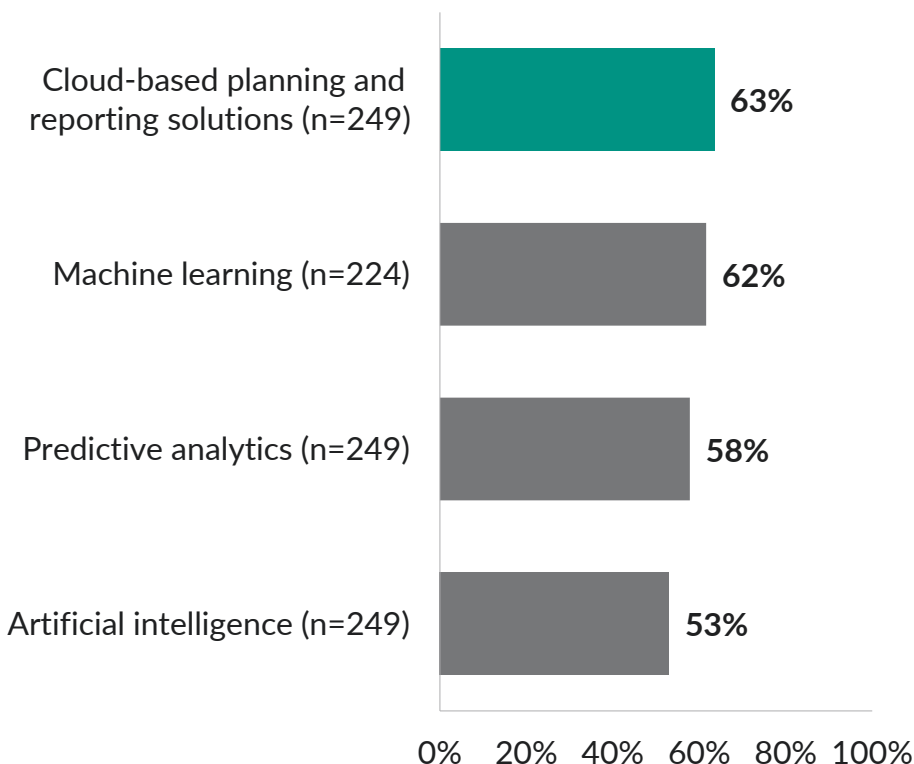 Cloud-based planning and
reporting solutions (n=249)
63%
Machine learning (n=224)
62%
Predictive analytics (n=249)
58%
Artificial intelligence (n=249)
53%
0% 20% 40% 60% 80% 100%